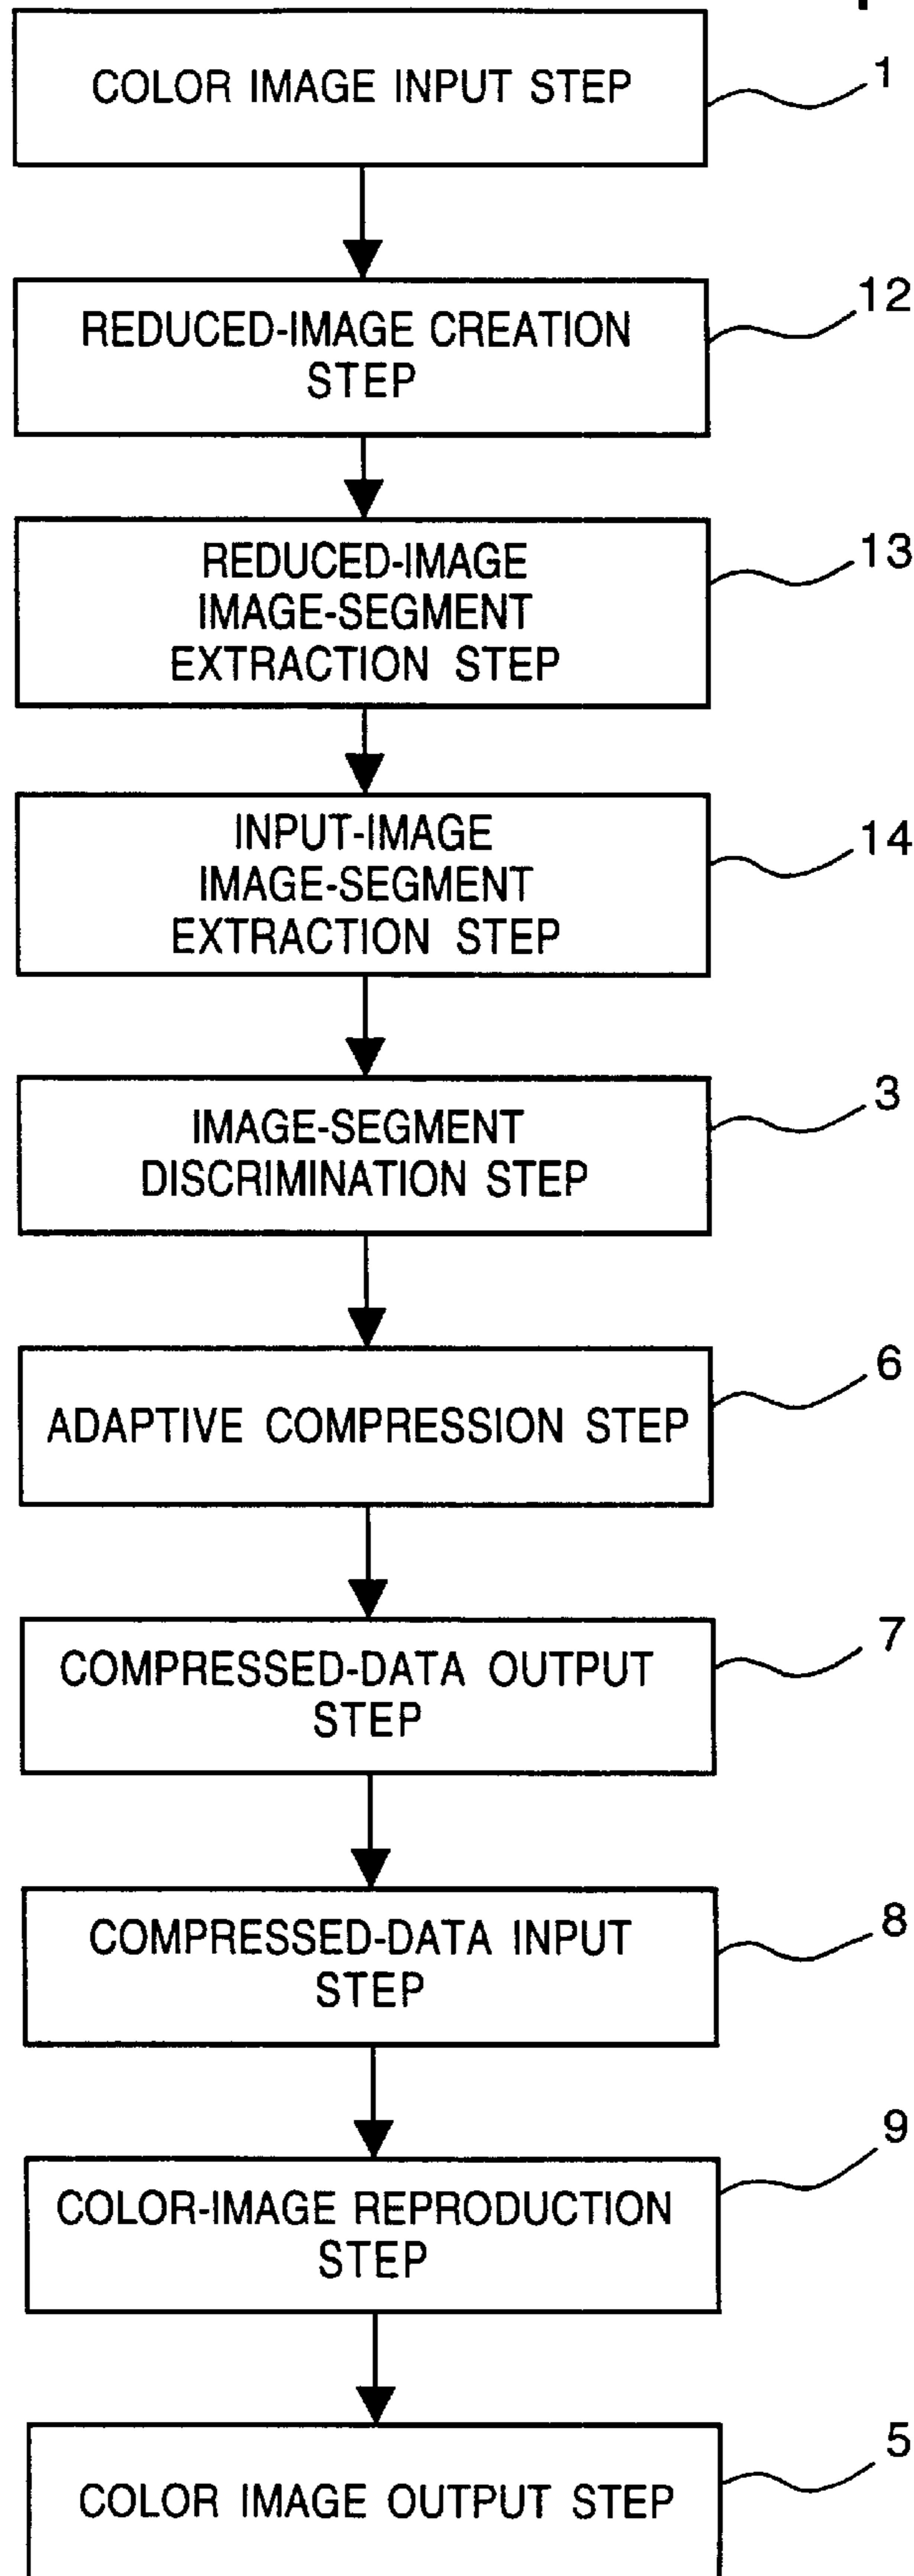 COLOR IMAGE INPUT STEP
1
REDUCED-IMAGE CREATION
STEP
12
REDUCED-IMAGE
IMAGE-SEGMENT
EXTRACTION STEP
13
INPUT-IMAGE
IMAGE-SEGMENT
EXTRACTION STEP
14
IMAGE-SEGMENT
DISCRIMINATION STEP
3
ADAPTIVE COMPRESSION STEP
6
COMPRESSED-DATA OUTPUT
STEP
7
COMPRESSED-DATA INPUT
STEP
8
COLOR-IMAGE REPRODUCTION
STEP
9
COLOR IMAGE OUTPUT STEP
5